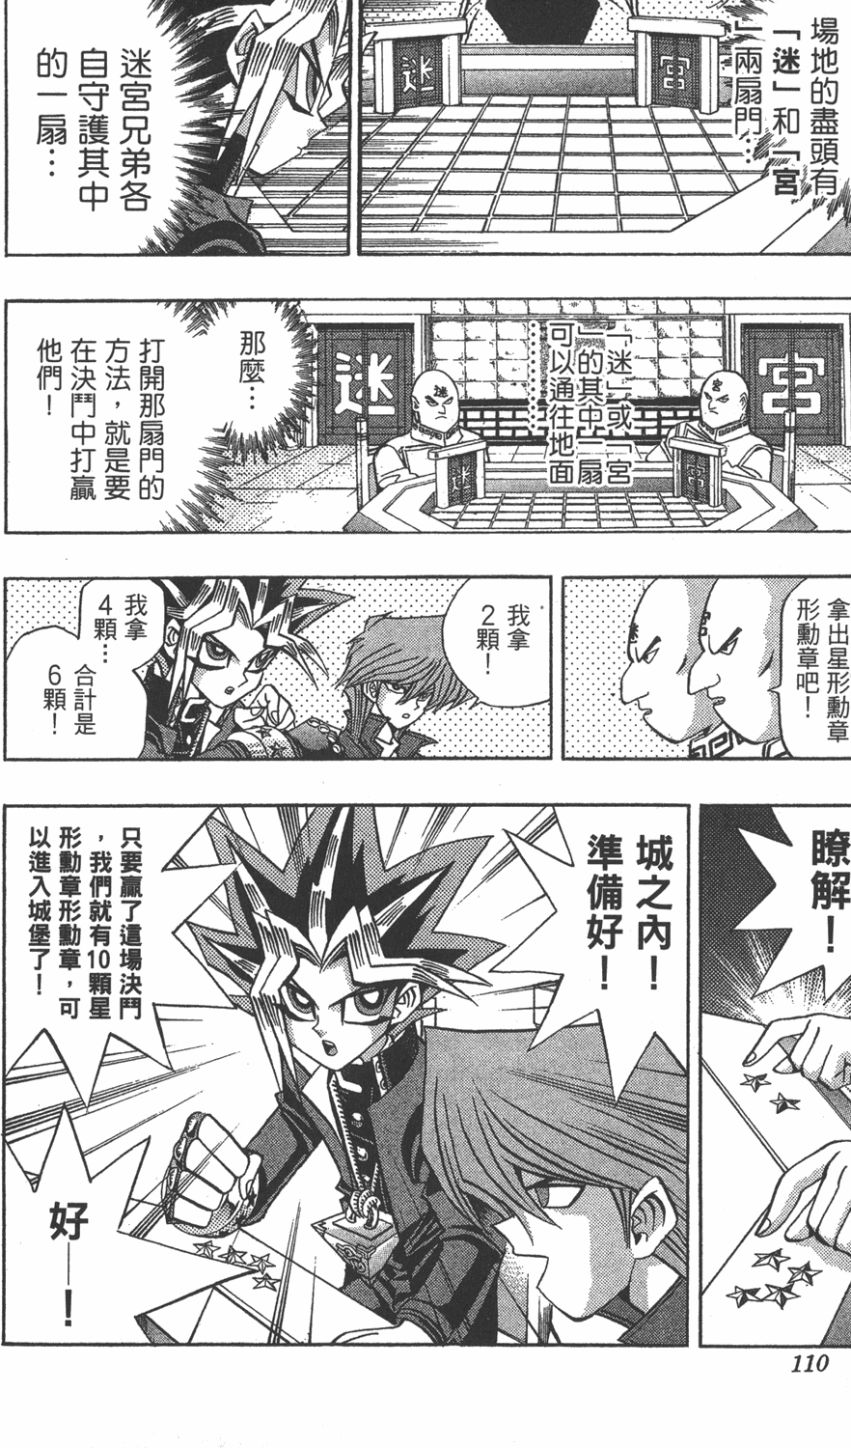 場地的盡頭有
「迷」和「宮
」兩扇門⋯
迷
宮
迷宮兄弟各
自守護其中
的一扇⋯
宮
迷
宮
迷
宮
迷
「迷」或「宮
」的其中一扇
可以通往地面
⋯⋯⋯⋯
那麼⋯
打開那扇門的
方法，就是要
在決鬥中打贏
他們！
拿出星形勳章
形勳章吧！
迷
我拿
2顆！
我拿
4顆⋯
合計是
6顆！
瞭解！
城之內！
準備好！
只要贏了這場決鬥
，我們就有10顆星
形勳章形勳章，可
以進入城堡了！
好─！
110